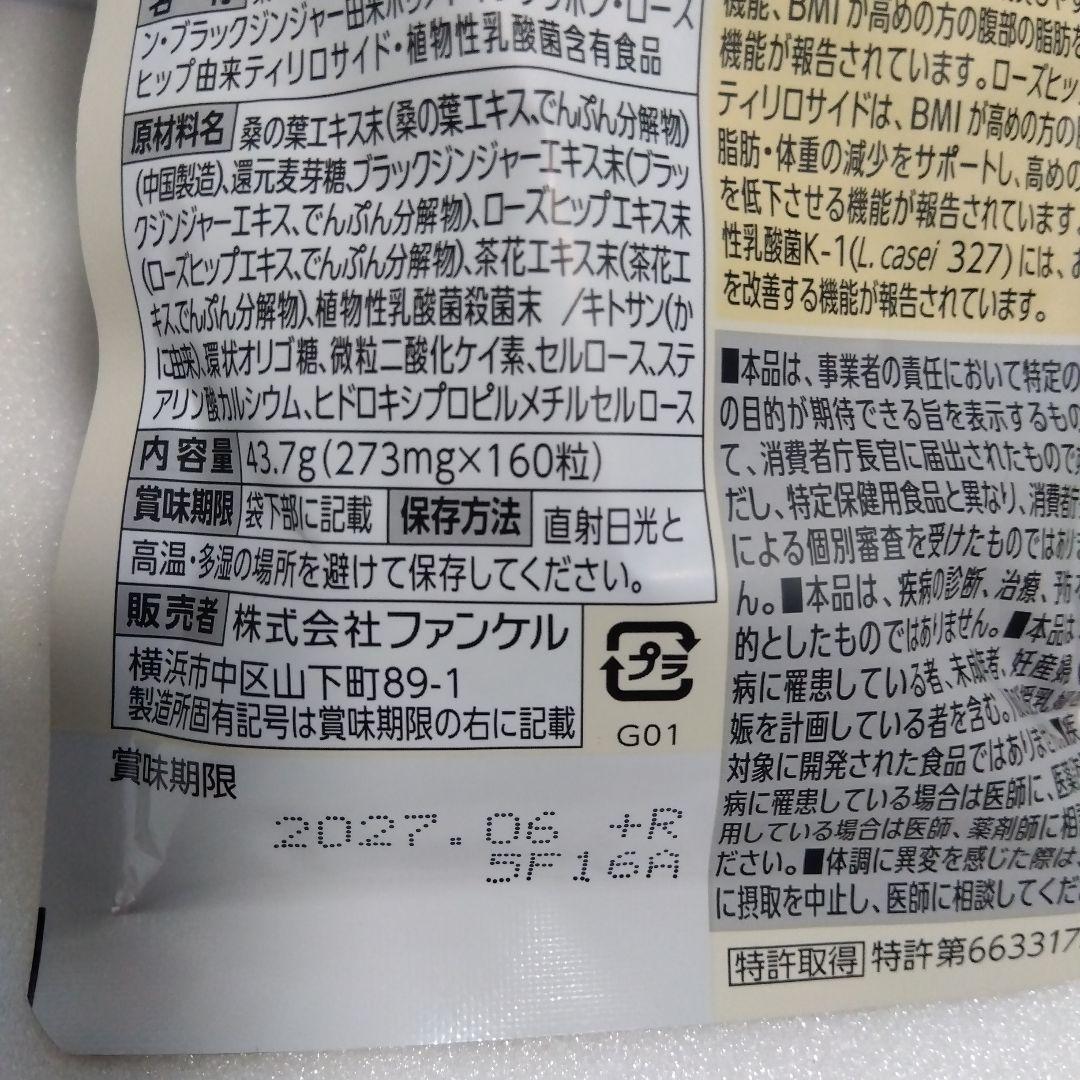 ン・ブラックジンジャー由来ポリメトキシフラボン・ローズ
ヒップ由来ティリロサイド・植物性乳酸菌含有食品
原材料名 桑の葉エキス末(桑の葉エキス、でんぷん分解物)
(中国製造)、還元麦芽糖、ブラックジンジャーエキス末(ブラッ
クジンジャーエキス、でんぷん分解物)、ローズヒップエキス末
(ローズヒップエキス、でんぷん分解物)、茶花エキス末(茶花エ
キス、でんぷん分解物)、植物性乳酸菌殺菌末 /キトサン(か
に由来)、環状オリゴ糖、微粒二酸化ケイ素、セルロース、ステ
アリン酸カルシウム、ヒドロキシプロピルメチルセルロース
内容量 43.7g(273mg×160粒)
賞味期限 袋下部に記載 保存方法 直射日光と
高温・多湿の場所を避けて保存してください。
販売者 株式会社ファンケル
横浜市中区山下町89-1
製造所固有記号は賞味期限の右に記載
プラ
G01
賞味期限
2027.06 +R
5F16A
機能、BMIが高めの方の腹部の脂肪を
機能が報告されています。ローズヒッ
ティリロサイドは、BMIが高めの方の
脂肪・体重の減少をサポートし、高めの
を低下させる機能が報告されています。
性乳酸菌K-1(L. casei 327)には、お
を改善する機能が報告されています。
■本品は、事業者の責任において特定の
の目的が期待できる旨を表示するもの
て、消費者庁長官に届出されたもので
だし、特定保健用食品と異なり、消費者庁
による個別審査を受けたものではありま
ん。■本品は、疾病の診断、治療、予
的としたものではありません。■本品は
病に罹患している者、未成年者、妊産婦
娠を計画している者を含む。)
対象に開発された食品ではありま
病に罹患している場合は医師に、医薬
用している場合は医師、薬剤師に相
ださい。■体調に異変を感じた際は、
に摂取を中止し、医師に相談してくだ
特許取得 特許第663317